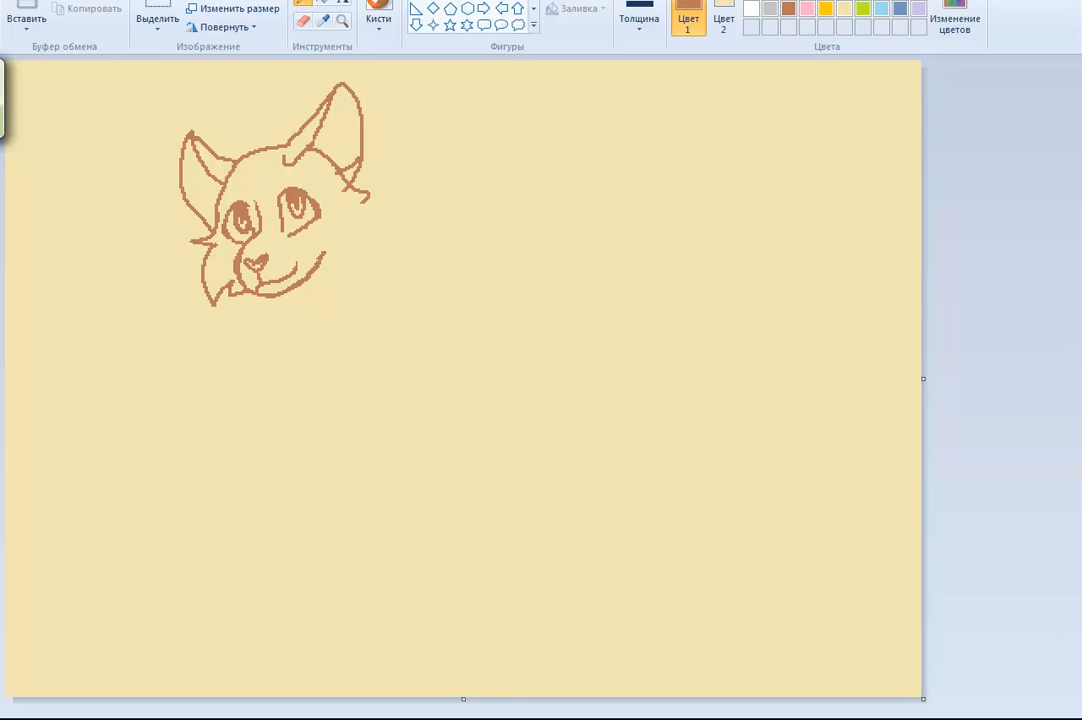 Вставить
Копировать
Буфер обмена
Выделить
Изменить размер
Повернуть
Изображение
A
Инструменты
Кисти
Фигуры
Заливка
Толщина
Цвет
1
Цвет
2
Изменение
цветов
Цвета